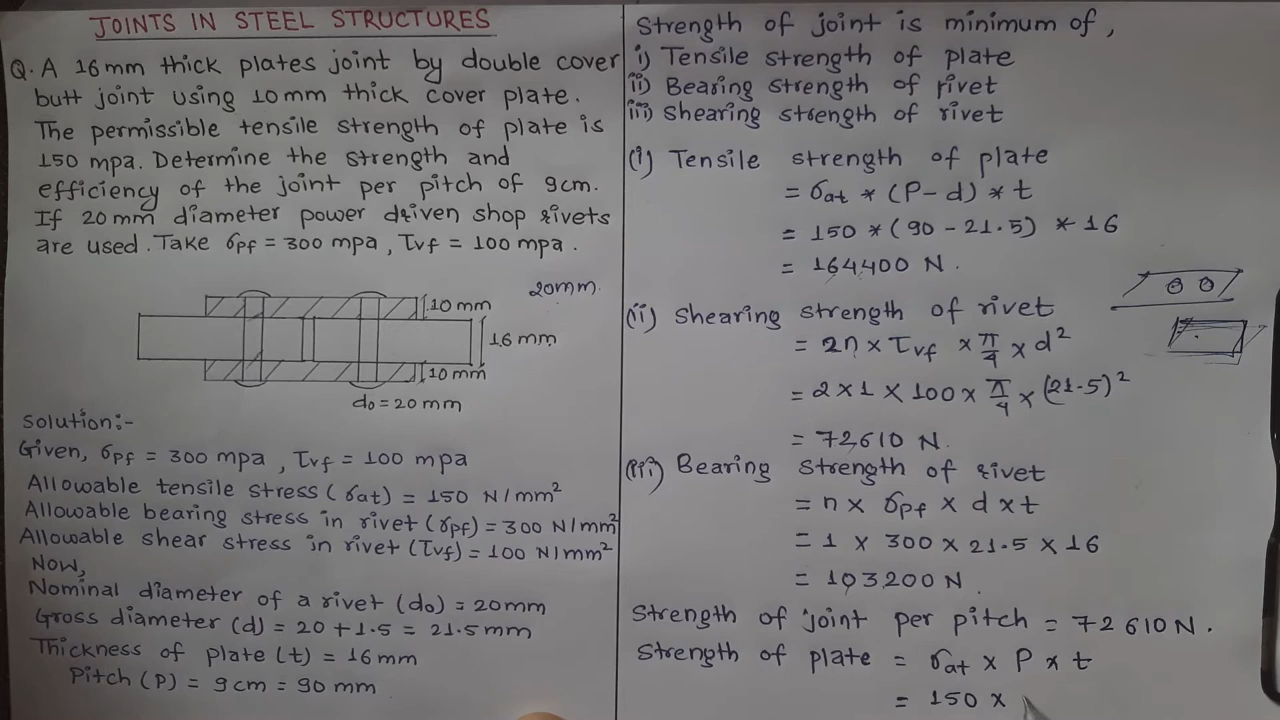 JOINTS IN STEEL STRUCTURES
Q. A 16mm thick plates joint by double cover
butt joint using 10mm thick cover plate.
The permissible tensile strength of plate is
150 mpa. Determine the strength and
efficiency of the joint per pitch of 9cm.
If 20mm diameter power driven shop rivets
are used. Take σpf = 300 mpa, τvf = 100 mpa.
20mm.
10 mm
16 mm
10 mm
do = 20 mm
Solution:-
Given, σpf = 300 mpa, τvf = 100 mpa
Allowable tensile stress (σat) = 150 N/mm²
Allowable bearing stress in rivet (σpf) = 300 N/mm²
Allowable shear stress in rivet (τvf) = 100 N/mm²
Now,
Nominal diameter of a rivet (do) = 20mm
Gross diameter (d) = 20 + 1.5 = 21.5 mm
Thickness of plate (t) = 16mm
Pitch (P) = 9cm = 90 mm
Strength of joint is minimum of,
i) Tensile strength of plate
ii) Bearing strength of rivet
iii) Shearing strength of rivet
(i) Tensile strength of plate
= σat * (P-d) * t
= 150 * (90 - 21.5) * 16
= 164400 N.
(ii) Shearing strength of rivet
= 2n × τvf × π/4 × d²
= 2 × 1 × 100 × π/4 × (21.5)²
= 72610 N.
(iii) Bearing strength of rivet
= n × σpf × d × t
= 1 × 300 × 21.5 × 16
= 103200 N.
Strength of joint per pitch = 72610 N.
Strength of plate = σat × P × t
= 150 ×